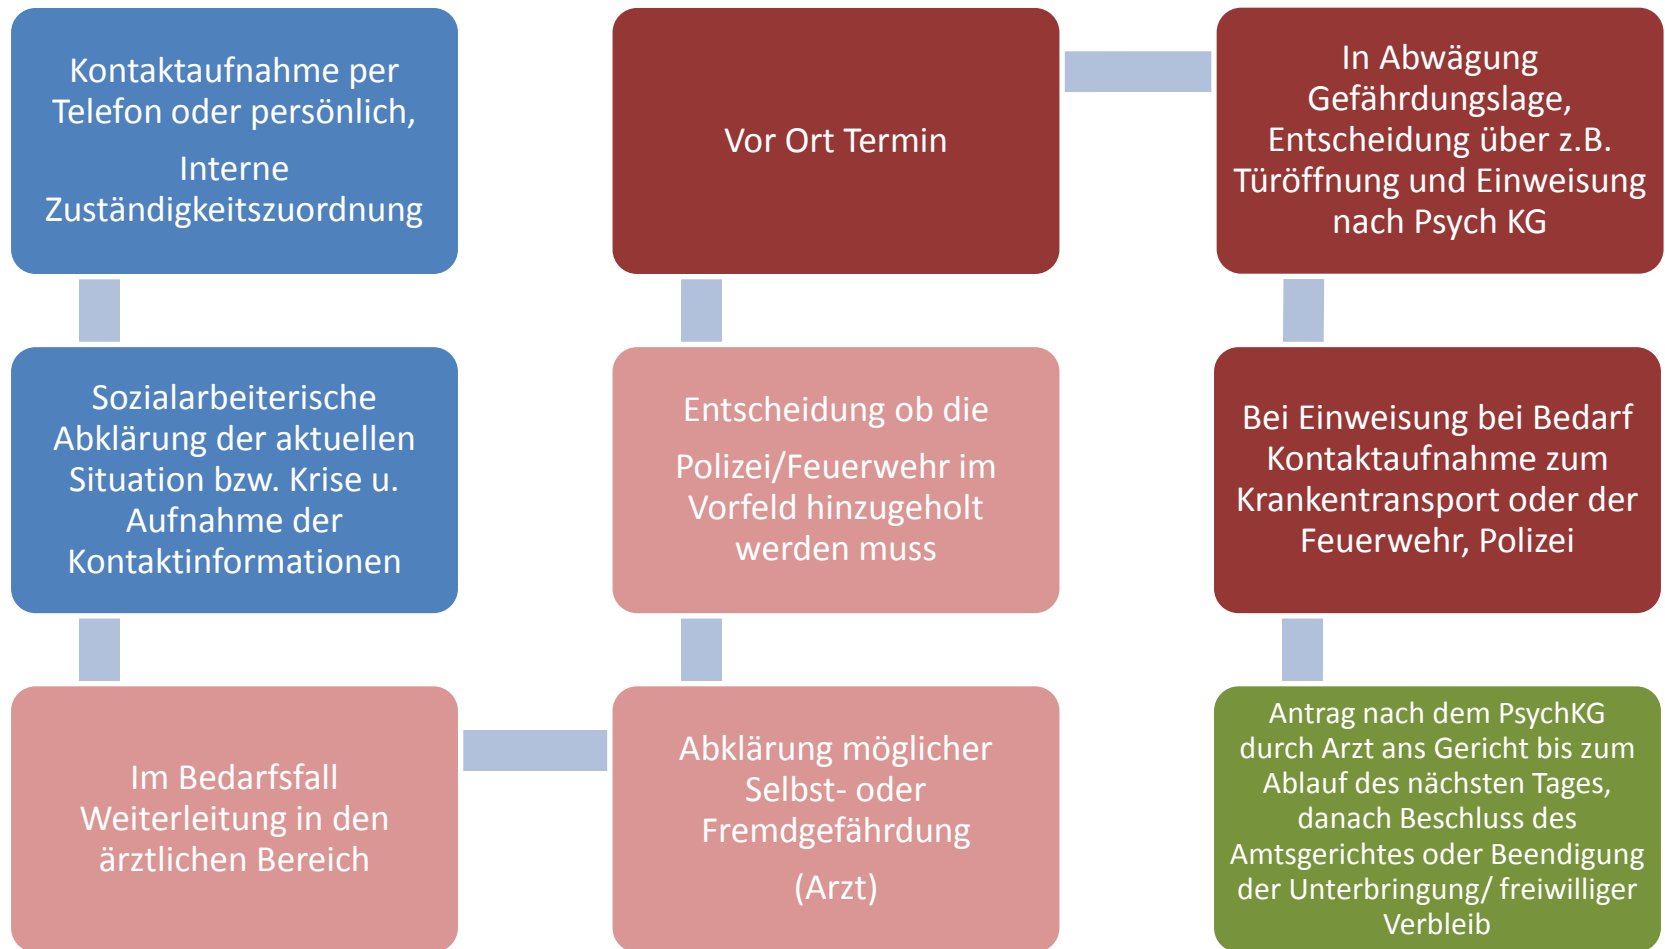 Kontaktaufnahme per
Telefon oder persönlich,
Interne
Zuständigkeitszuordnung
Sozialarbeiterische
Abklärung der aktuellen
Situation bzw. Krise u.
Aufnahme der
Kontaktinformationen
Im Bedarfsfall
Weiterleitung in den
ärztlichen Bereich
Abklärung möglicher
Selbst- oder
Fremdgefährdung
(Arzt)
Entscheidung ob die
Polizei/Feuerwehr im
Vorfeld hinzugeholt
werden muss
Vor Ort Termin
In Abwägung
Gefährdungslage,
Entscheidung über z.B.
Türöffnung und Einweisung
nach Psych KG
Bei Einweisung bei Bedarf
Kontaktaufnahme zum
Krankentransport oder der
Feuerwehr, Polizei
Antrag nach dem PsychKG
durch Arzt ans Gericht bis zum
Ablauf des nächsten Tages,
danach Beschluss des
Amtsgerichtes oder Beendigung
der Unterbringung/ freiwilliger
Verbleib